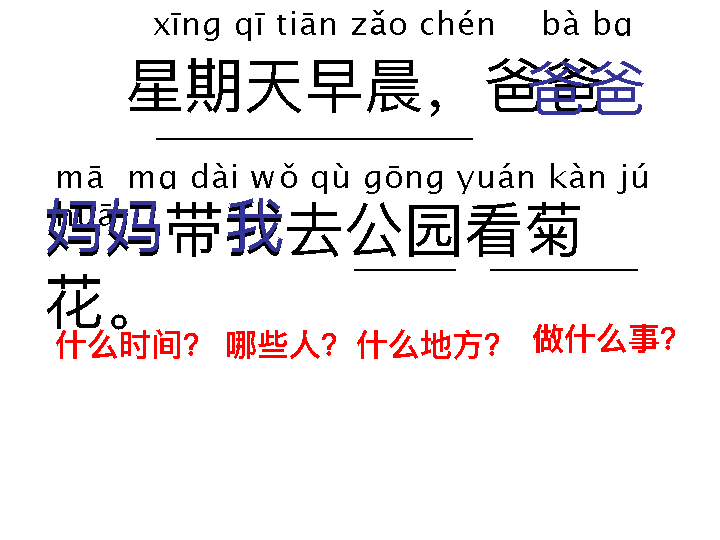 xīng qī tiān zǎo chén bà bɑ
星期天早晨，爸爸
mā mɑ dài wǒ qù gōng yuán kàn jú
huā
妈妈带我去公园看菊
花。
什么时间？ 哪些人？ 什么地方？ 做什么事？